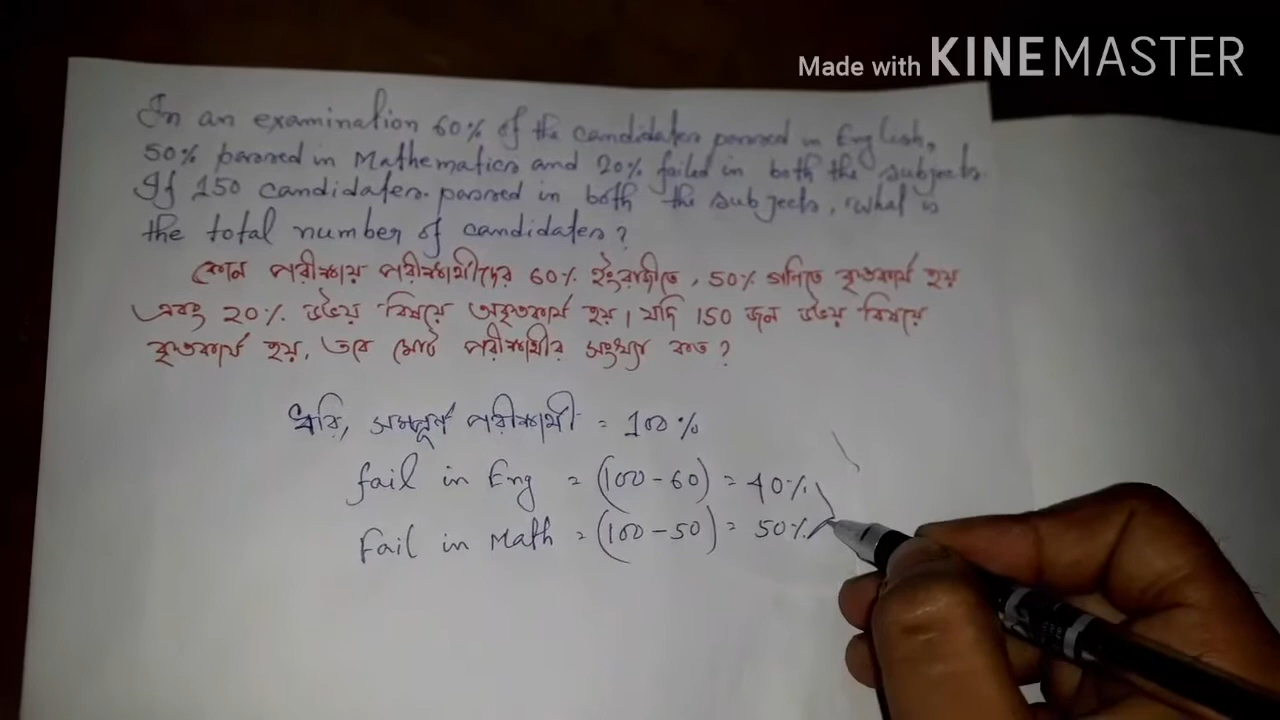 Made with KINEMASTER
In an examination 60% of the candidates passed in English,
50% passed in Mathematics and 20% failed in both the subjects.
If 150 candidates passed in both the subjects, what is
the total number of candidates?
কোন পরীক্ষায় পরীক্ষার্থীদের 60% ইংরাজীতে, 50% গনিতে কৃতকার্য হয়
এবং 20% উভয় বিষয়ে অকৃতকার্য হয়। যদি 150 জন উভয় বিষয়ে
কৃতকার্য হয়, তবে মোট পরীক্ষার্থীর সংখ্যা কত?
ধরি, সম্পূর্ণ পরীক্ষার্থী = 100%
fail in Eng = (100-60) = 40%
Fail in Math = (100-50) = 50%